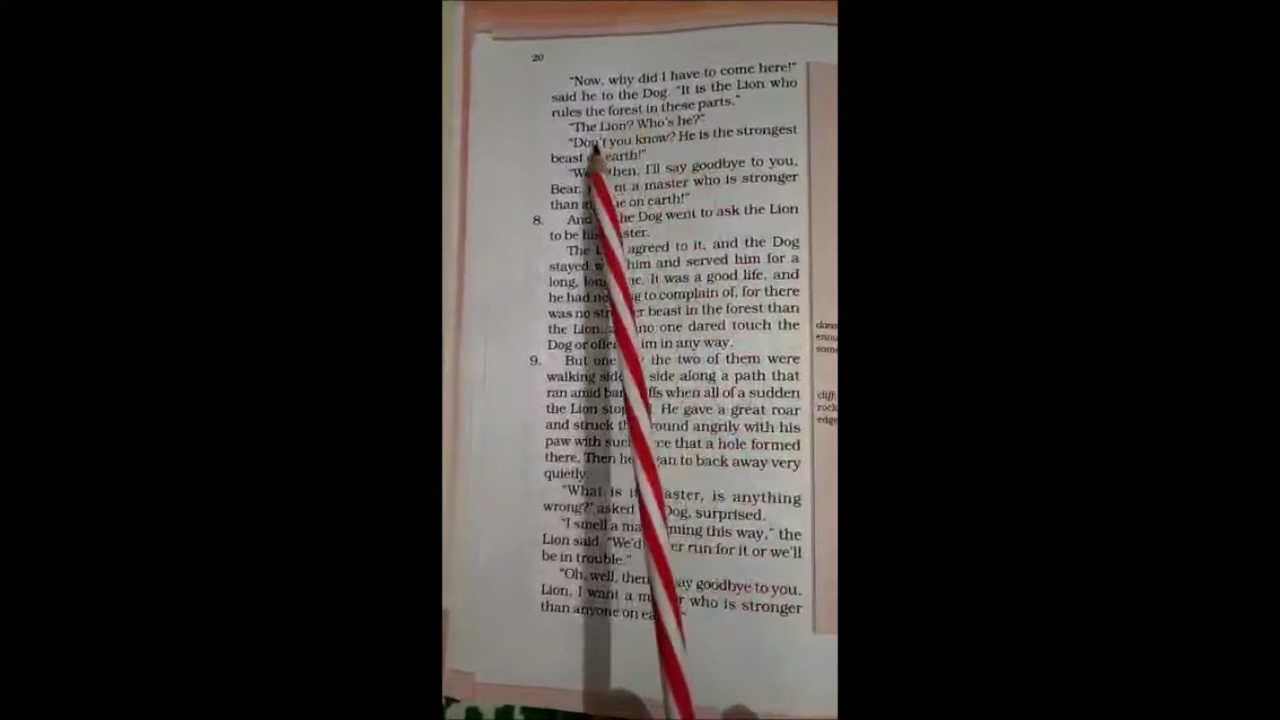 20
"Now, why did I have to come here!"
said he to the Dog. "It is the Lion who
rules the forest in these parts."
"The Lion? Who's he?"
"Don't you know? He is the strongest
beast earth!"
then, I'll say goodbye to you,
Bear. a master who is stronger
than on earth!"
8. And the Dog went to ask the Lion
to be
The agreed to it, and the Dog
stayed him and served him for a
long, It was a good life, and
he had to complain of, for there
was no beast in the forest than
the Lion, no one dared touch the
Dog or him in any way.
9. But one the two of them were
walking side along a path that
ran amid when all of a sudden
the Lion He gave a great roar
and struck angrily with his
paw with that a hole formed
there. Then he to back away very
quietly.
"What is is anything
wrong?" asked Dog, surprised.
"I smell a this way," the
Lion said. "We'd run for it or we'll
be in trouble."
"Oh, well, goodbye to you,
Lion. I want a who is stronger
than anyone on
cliff: